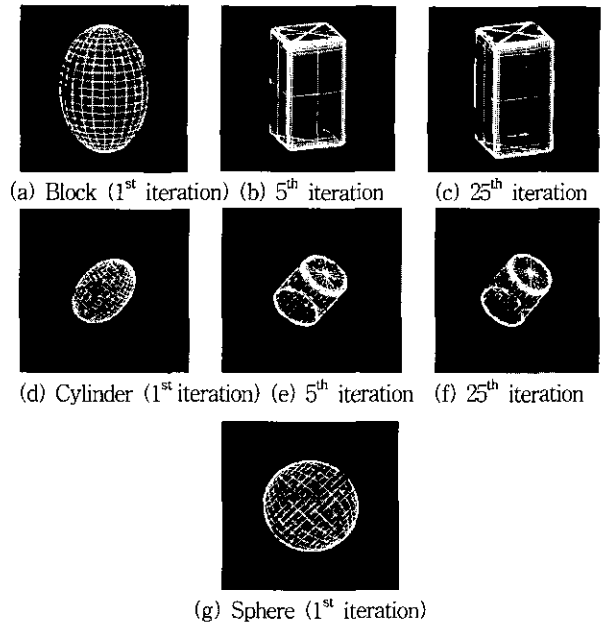 (a) Block (1st iteration) (b) 5th iteration (c) 25th iteration
(d) Cylinder (1st iteration) (e) 5th iteration (f) 25th iteration
(g) Sphere (1st iteration)